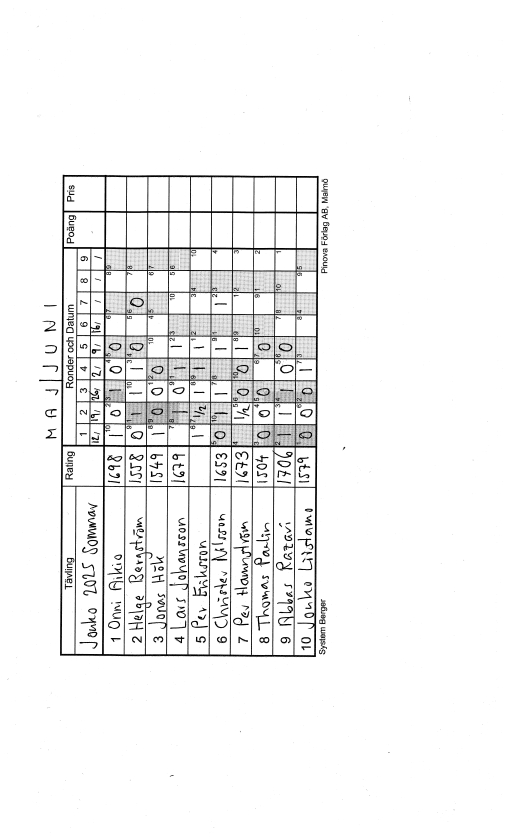 MAJ JUNI
Tävling Rating Ronder och Datum Poäng Pris
Jouko 2025 Sommar 1 2 3 4 5 6 7 8 9
12/ 19/ 26/ 2/ 9/ 16/ / / /
1 Onni Aikio 1698 1 0 1 0 0
2 Helge Bergström 1558 0 1 1 1 0 0
3 Jonas Hök 1549 1 0 0 0
4 Lars Johansson 1679 1 0 1 1
5 Per Eriksson 1 1/2 1 1 1
6 Christer Nilsson 1653 0 1 1 1 1
7 Per Hamnström 1673 1/2 0 0 1
8 Thomas Paulin 1504 0 0 0 0
9 Abbas Razavi 1706 1 1 1 0 0
10 Jouko Liistamo 1579 0 0 0 1
System Berger Pinova Förlag AB, Malmö